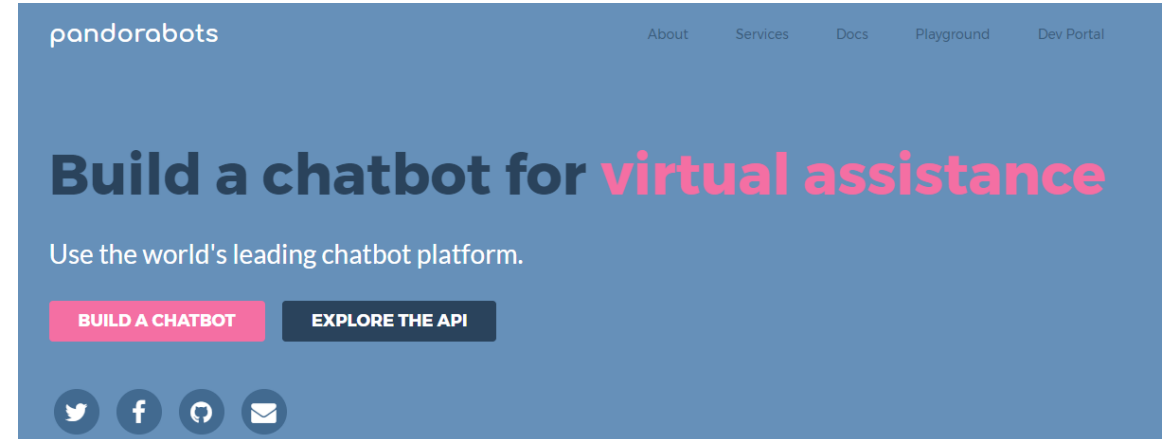 pandorabots
About Services Docs Playground Dev Portal
Build a chatbot for virtual assistance
Use the world's leading chatbot platform.
BUILD A CHATBOT EXPLORE THE API